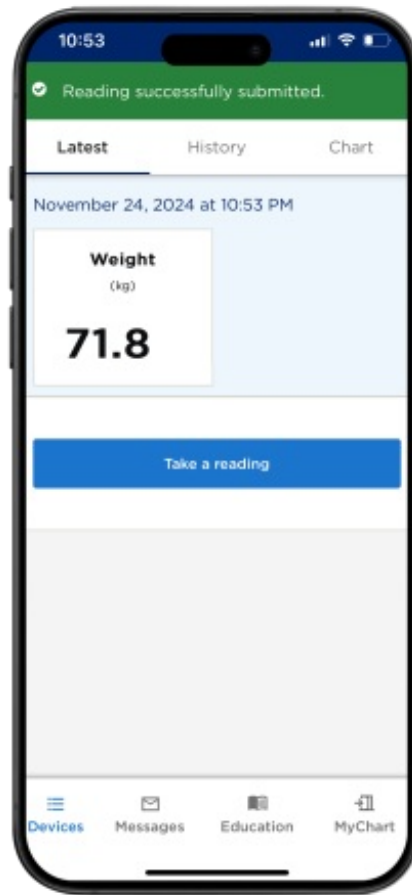 10:53
Reading successfully submitted.
Latest History Chart
November 24, 2024 at 10:53 PM
Weight
(kg)
71.8
Take a reading
Devices Messages Education MyChart